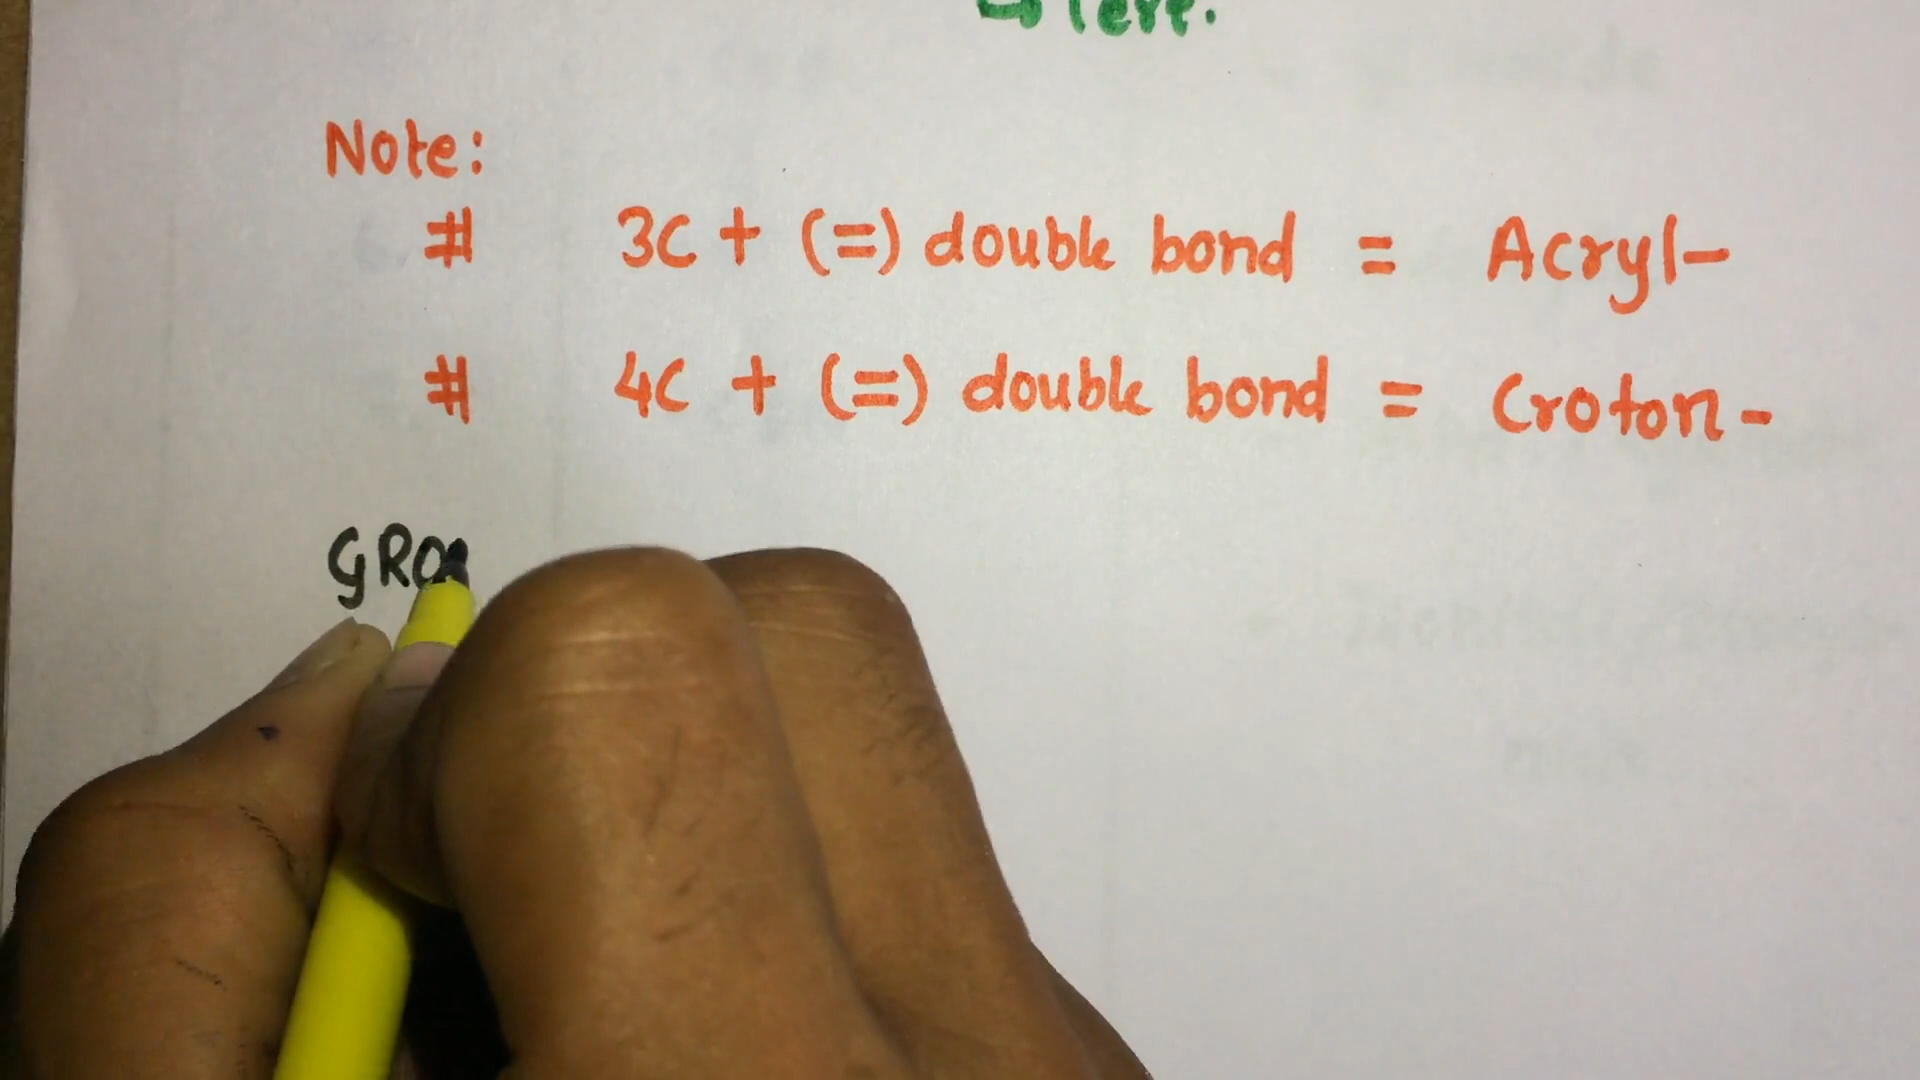 Note:
# 3C + (=) double bond = Acryl-
# 4C + (=) double bond = Croton-
GRO